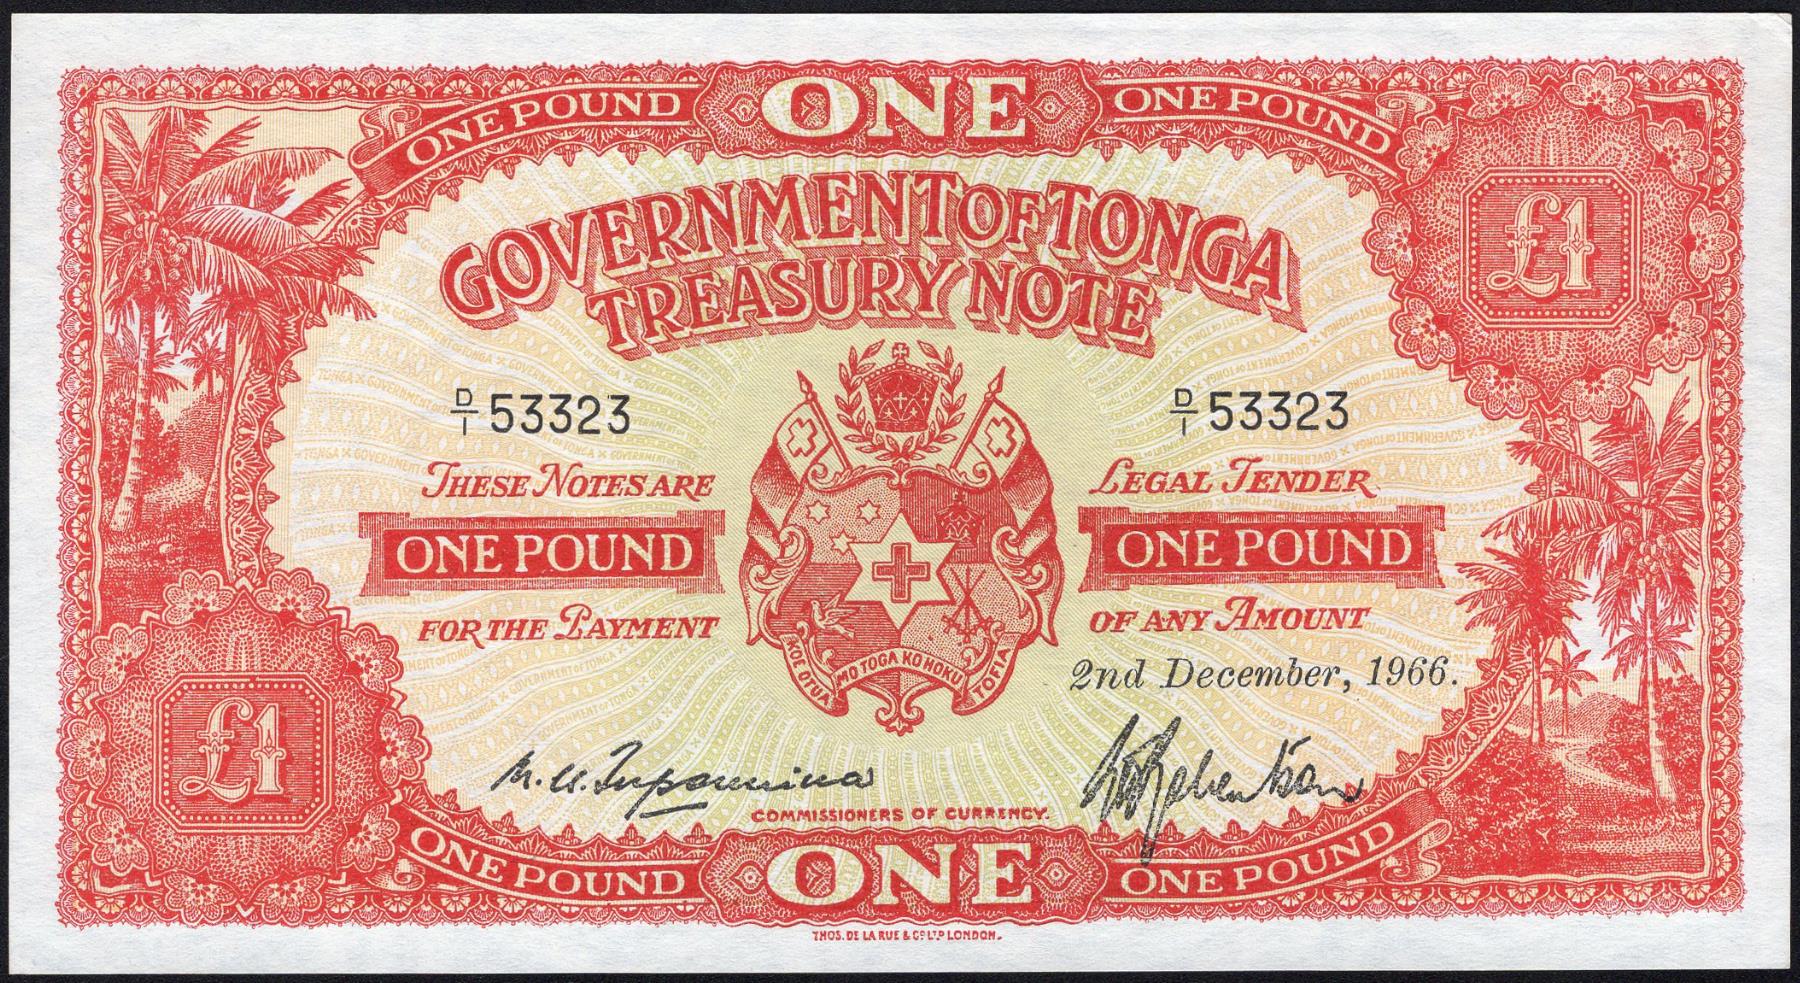 ONE POUND ONE ONE POUND
GOVERNMENT OF TONGA
TREASURY NOTE
£1
D/1 53323 D/1 53323
THESE NOTES ARE LEGAL TENDER
ONE POUND ONE POUND
FOR THE PAYMENT OF ANY AMOUNT
KOE OTUA MO TOGA KO HOKU TOFIA
2nd December, 1966.
£1
COMMISSIONERS OF CURRENCY.
ONE POUND ONE ONE POUND
THOS. DE LA RUE & CO. LTD LONDON.